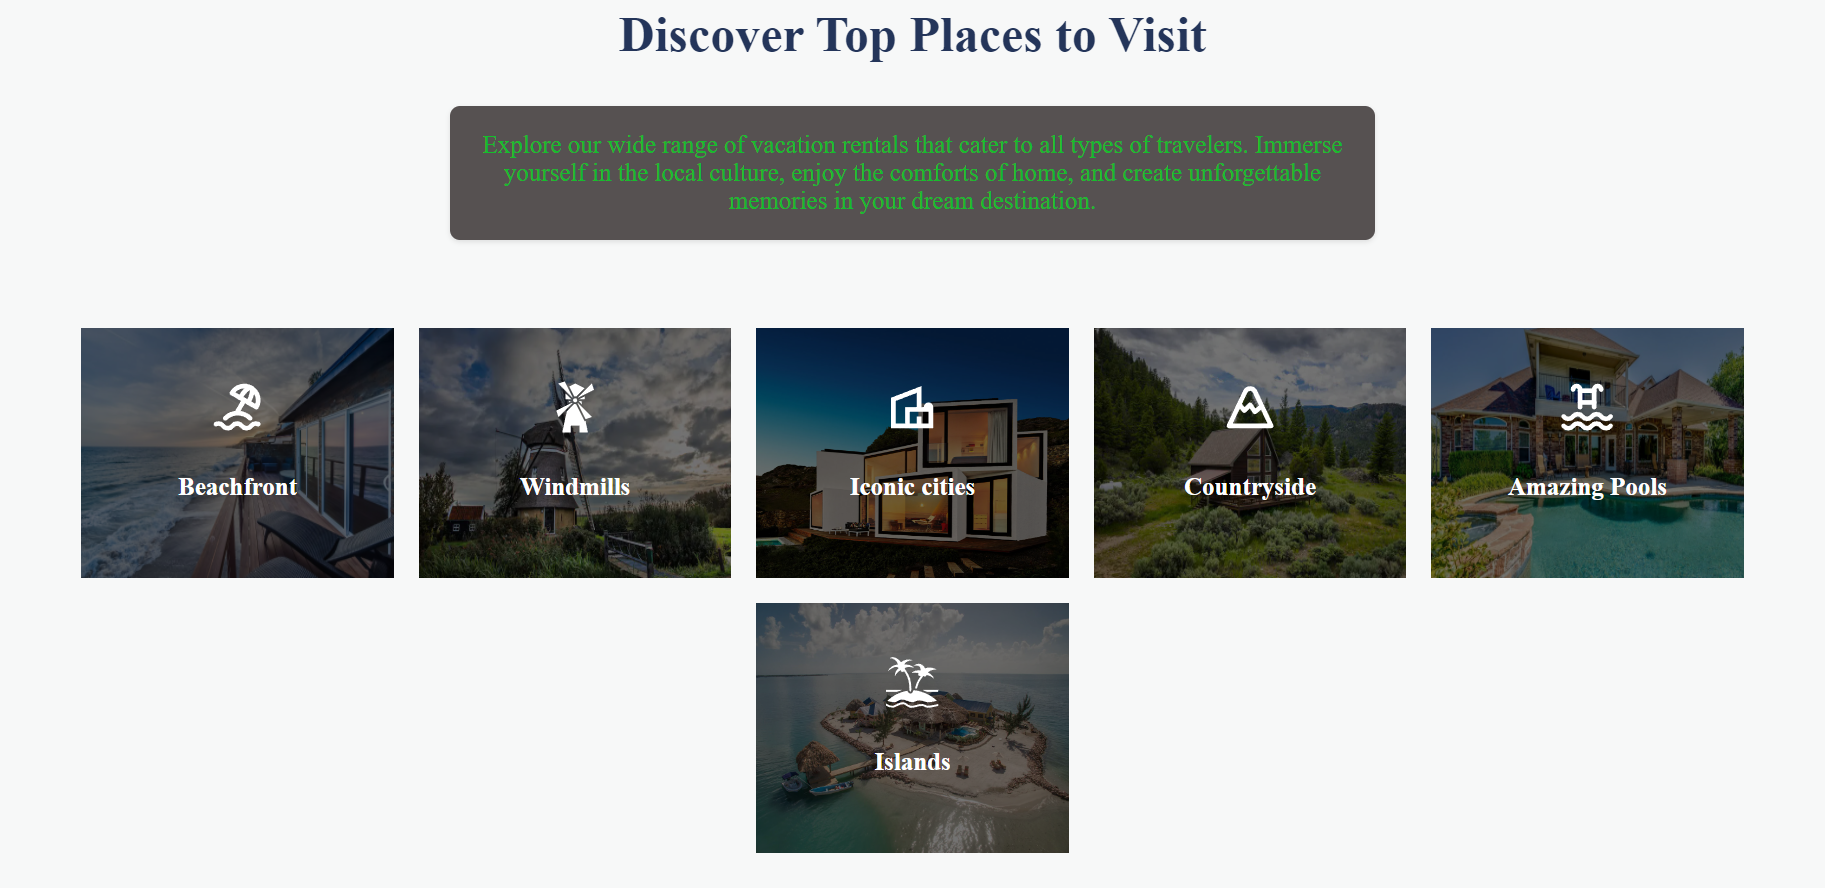 Discover Top Places to Visit
Explore our wide range of vacation rentals that cater to all types of travelers. Immerse
yourself in the local culture, enjoy the comforts of home, and create unforgettable
memories in your dream destination.
Beachfront
Windmills
Iconic cities
Countryside
Amazing Pools
Islands